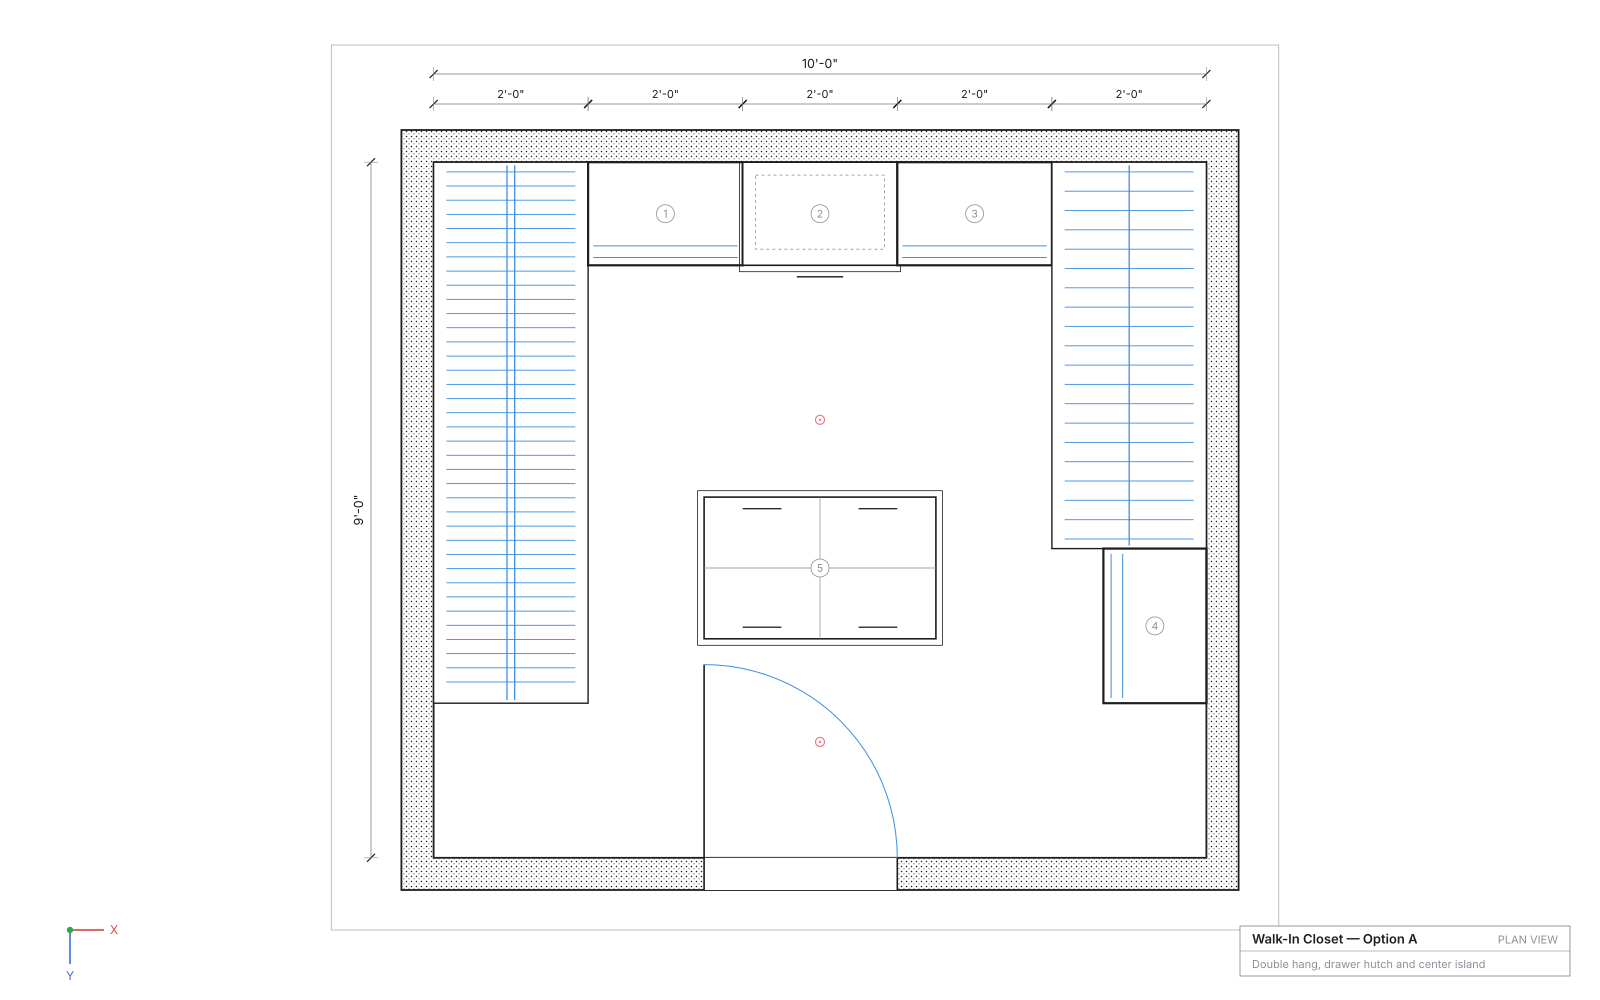 10'-0"
2'-0" 2'-0" 2'-0" 2'-0" 2'-0"
1 2 3
9'-0"
5
4
X
Y
Walk-In Closet — Option A PLAN VIEW
Double hang, drawer hutch and center island